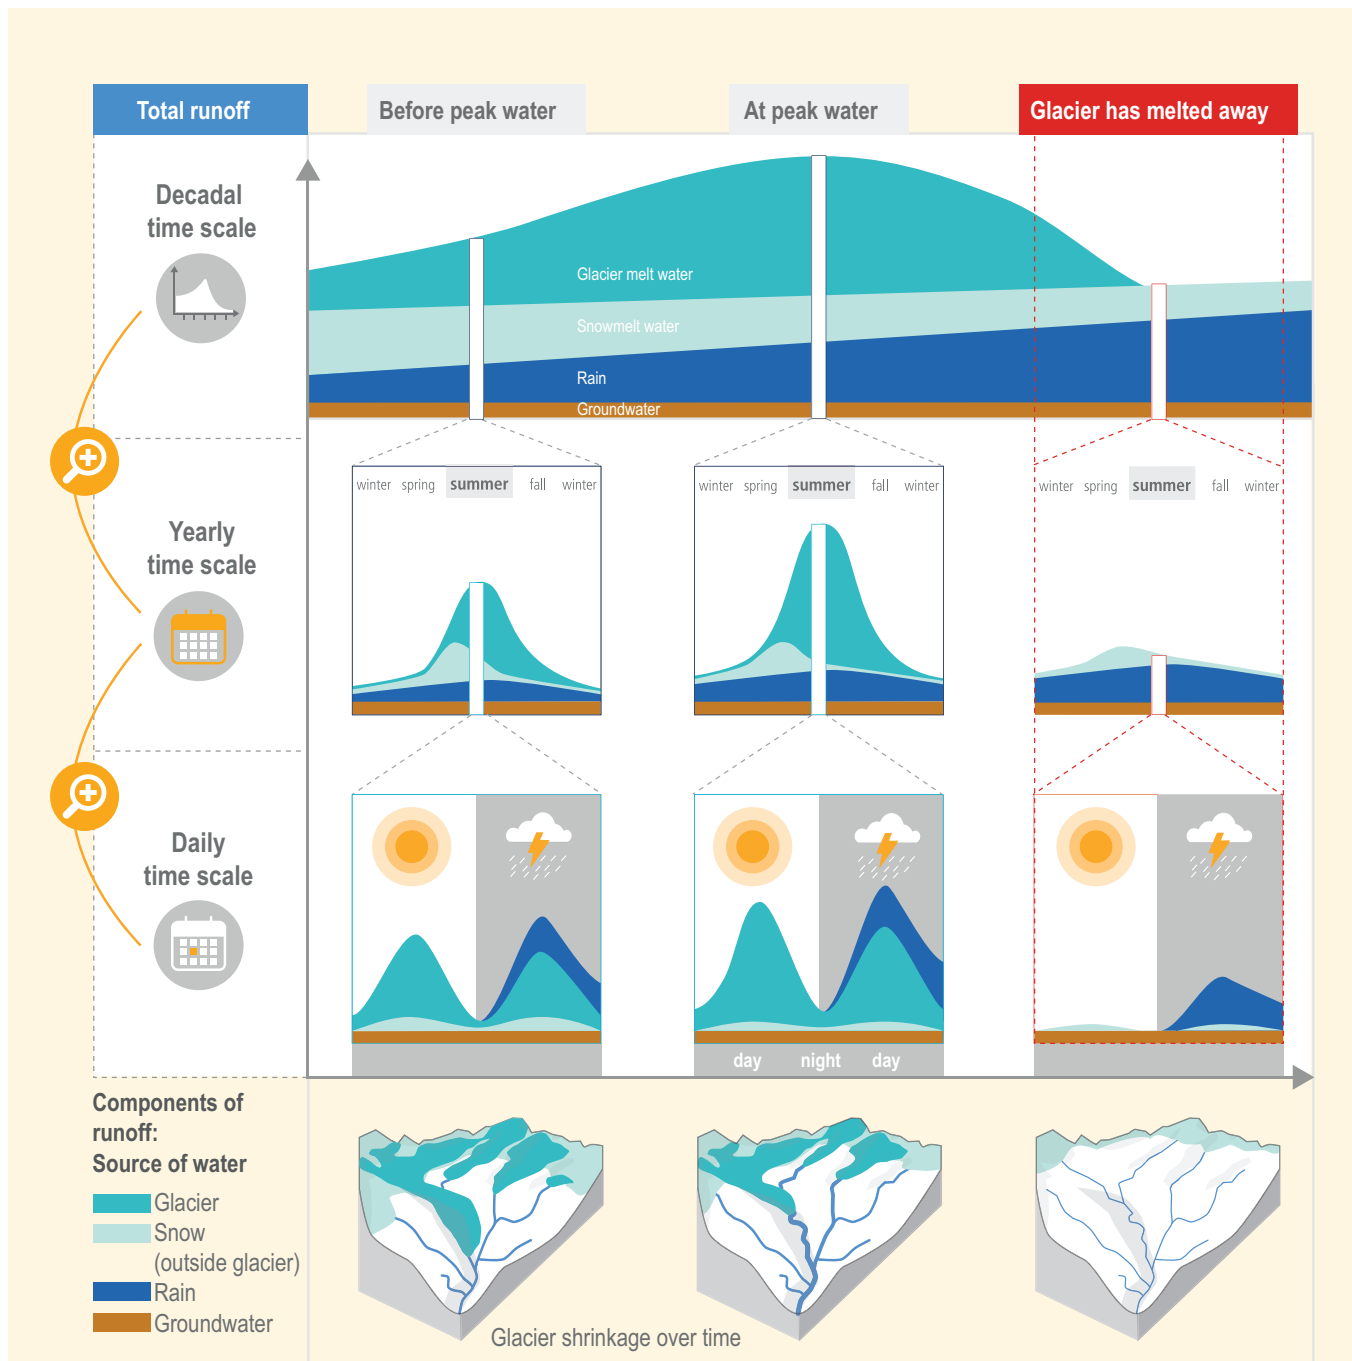 Total runoff
Before peak water
At peak water
Glacier has melted away
Decadal
time scale
Glacier melt water
Snowmelt water
Rain
Groundwater
winter spring summer fall winter
winter spring summer fall winter
winter spring summer fall winter
Yearly
time scale
Daily
time scale
day night day
Components of
runoff:
Source of water
Glacier
Snow
(outside glacier)
Rain
Groundwater
Glacier shrinkage over time